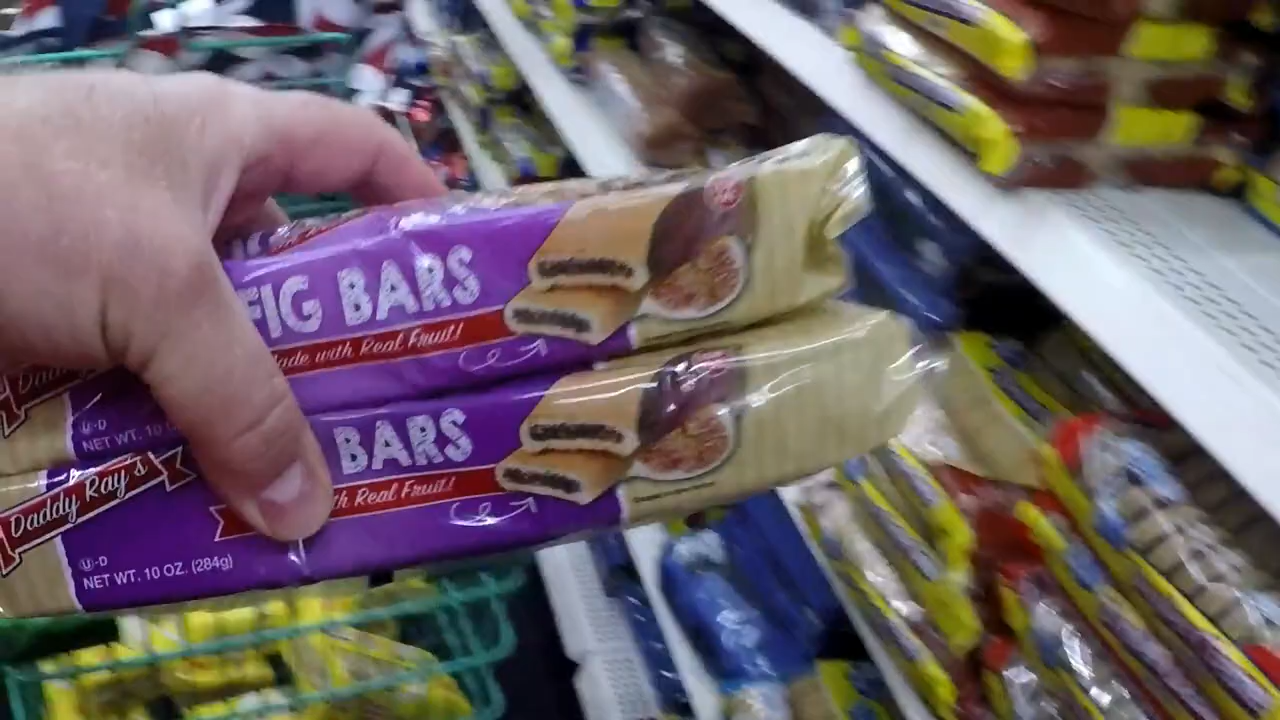 FIG BARS
ade with Real Fruit!
U-D
NET WT. 10
Daddy Ray's
BARS
th Real Fruit!
U-D
NET WT. 10 OZ. (284g)